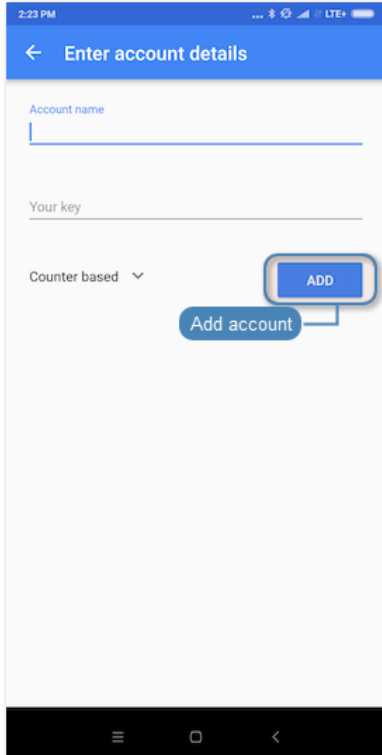 2:23 PM ... LTE+
Enter account details
Account name
Your key
Counter based
ADD
Add account